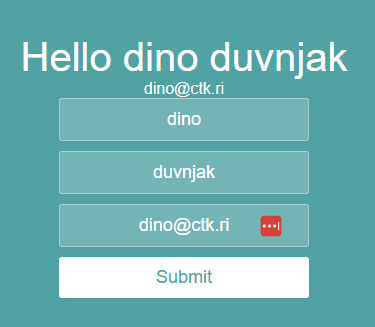 Hello dino duvnjak
dino@ctk.ri
dino
duvnjak
dino@ctk.ri
Submit